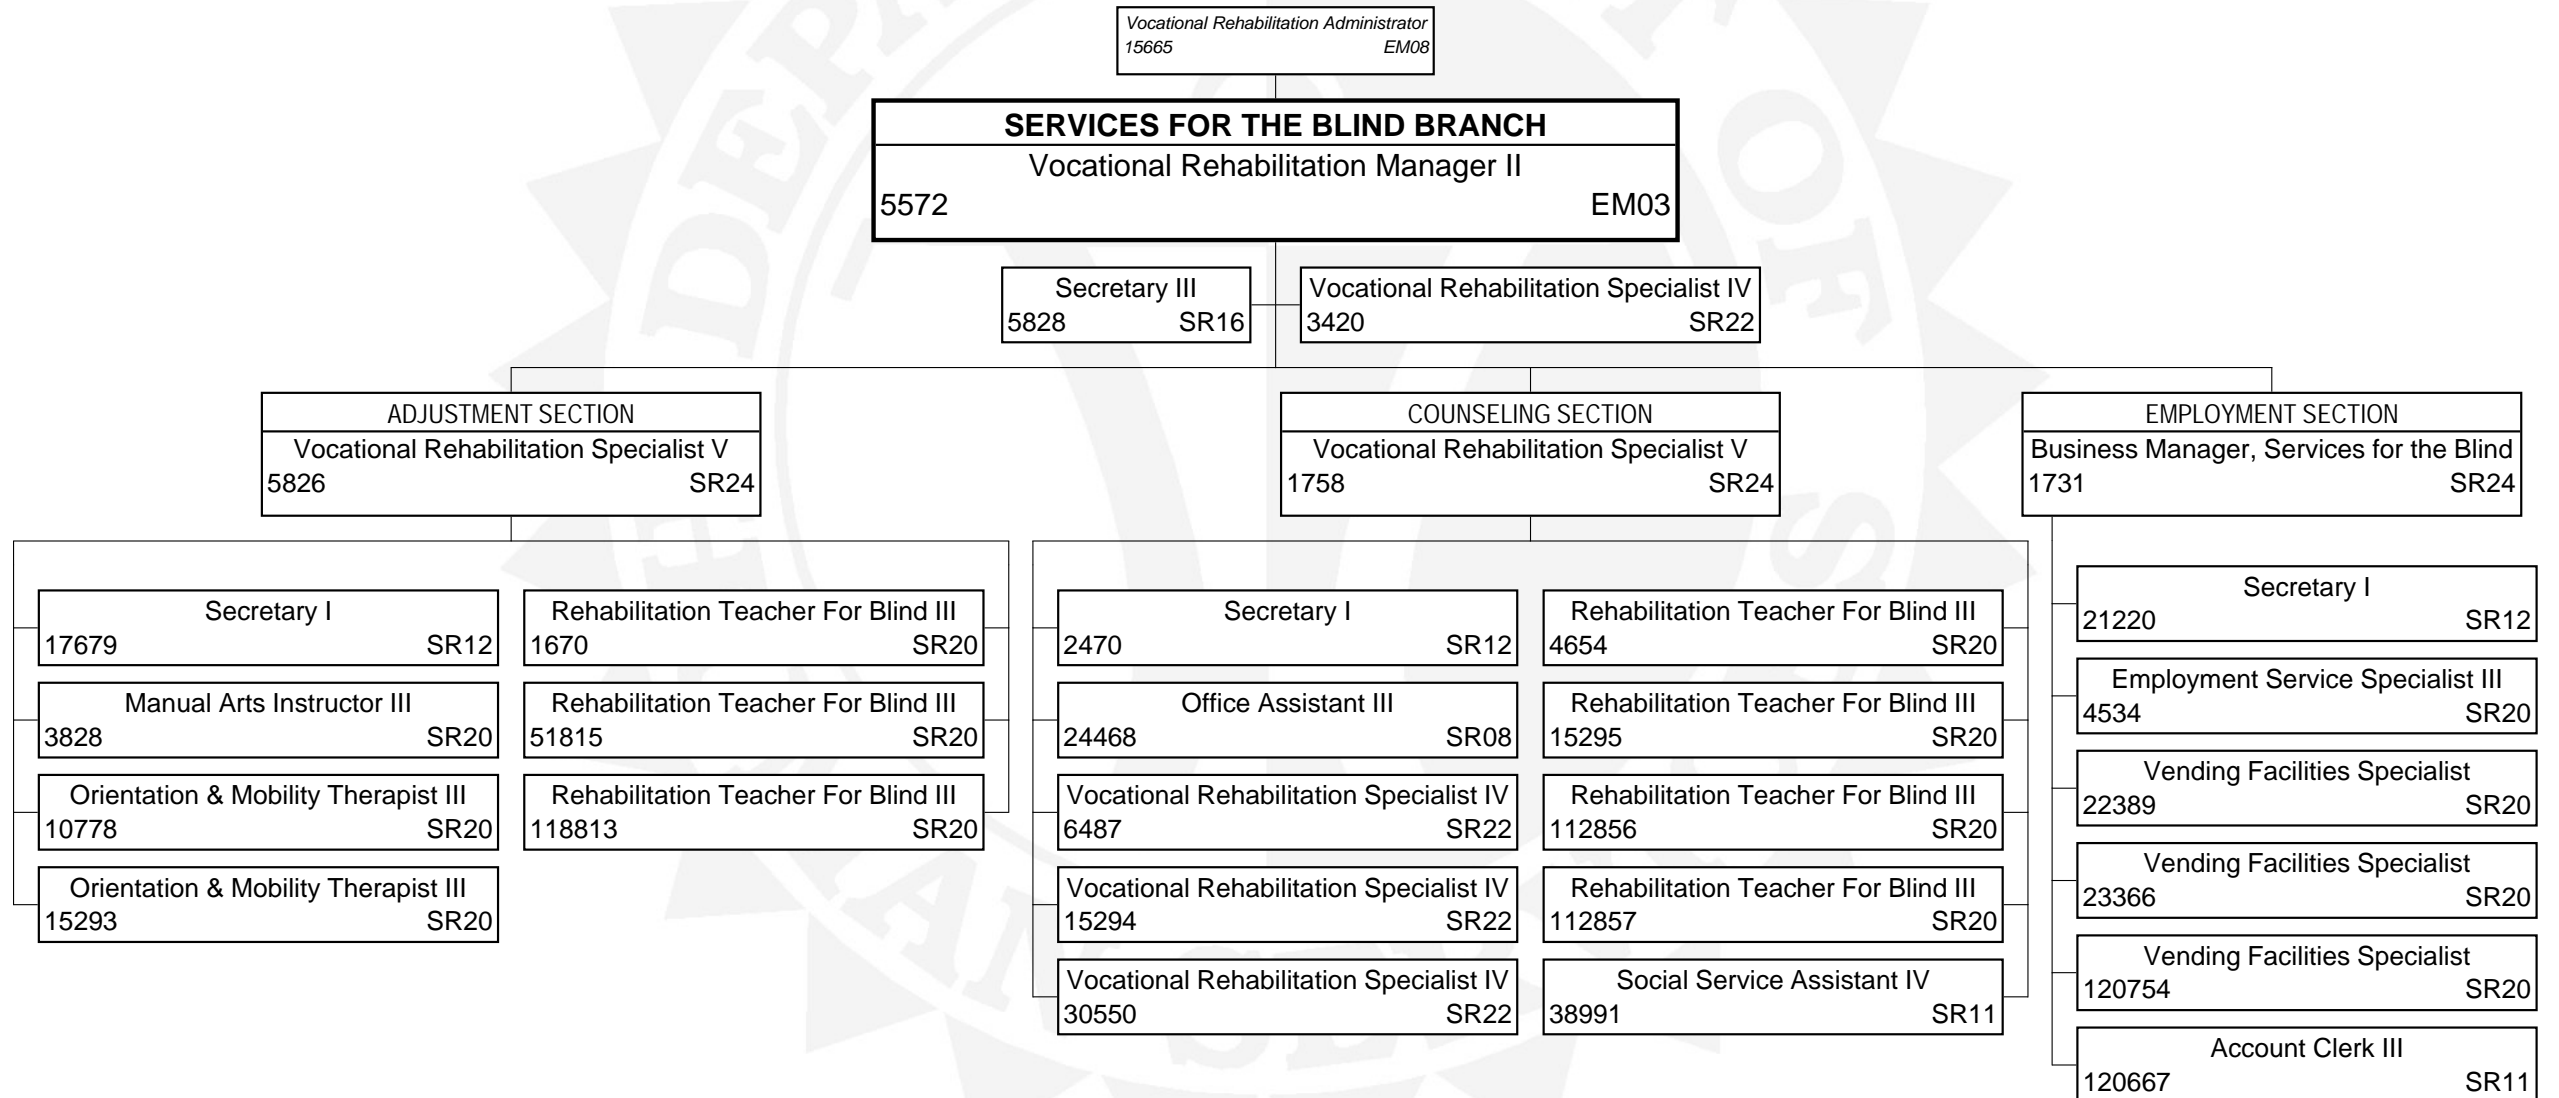 Vocational Rehabilitation Administrator
15665 EM08
SERVICES FOR THE BLIND BRANCH
Vocational Rehabilitation Manager II
5572 EM03
Secretary III
5828 SR16
Vocational Rehabilitation Specialist IV
3420 SR22
ADJUSTMENT SECTION
Vocational Rehabilitation Specialist V
5826 SR24
Secretary I
17679 SR12
Manual Arts Instructor III
3828 SR20
Orientation & Mobility Therapist III
10778 SR20
Orientation & Mobility Therapist III
15293 SR20
Rehabilitation Teacher For Blind III
1670 SR20
Rehabilitation Teacher For Blind III
51815 SR20
Rehabilitation Teacher For Blind III
118813 SR20
COUNSELING SECTION
Vocational Rehabilitation Specialist V
1758 SR24
Secretary I
2470 SR12
Office Assistant III
24468 SR08
Vocational Rehabilitation Specialist IV
6487 SR22
Vocational Rehabilitation Specialist IV
15294 SR22
Vocational Rehabilitation Specialist IV
30550 SR22
Rehabilitation Teacher For Blind III
4654 SR20
Rehabilitation Teacher For Blind III
15295 SR20
Rehabilitation Teacher For Blind III
112856 SR20
Rehabilitation Teacher For Blind III
112857 SR20
Social Service Assistant IV
38991 SR11
EMPLOYMENT SECTION
Business Manager, Services for the Blind
1731 SR24
Secretary I
21220 SR12
Employment Service Specialist III
4534 SR20
Vending Facilities Specialist
22389 SR20
Vending Facilities Specialist
23366 SR20
Vending Facilities Specialist
120754 SR20
Account Clerk III
120667 SR11